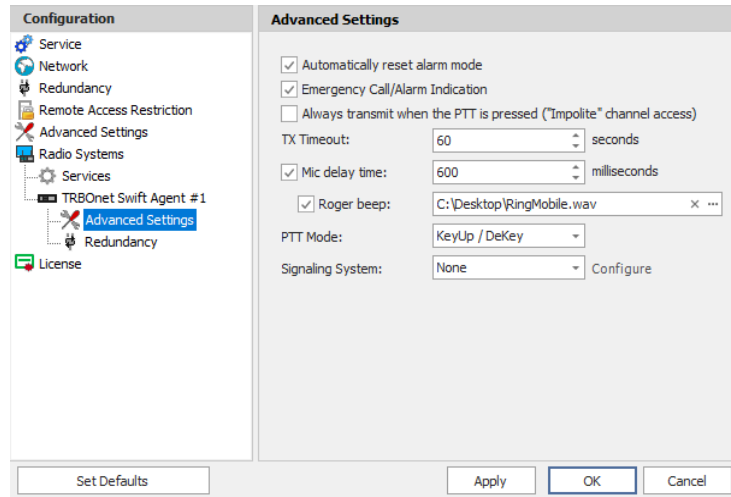 Configuration
Service
Network
Redundancy
Remote Access Restriction
Advanced Settings
Radio Systems
Services
TRBOnet Swift Agent #1
Advanced Settings
Redundancy
License
Advanced Settings
Automatically reset alarm mode
Emergency Call/Alarm Indication
Always transmit when the PTT is pressed ("Impolite" channel access)
TX Timeout: 60 seconds
Mic delay time: 600 milliseconds
Roger beep: C:\Desktop\RingMobile.wav
PTT Mode: KeyUp / DeKey
Signaling System: None Configure
Set Defaults Apply OK Cancel